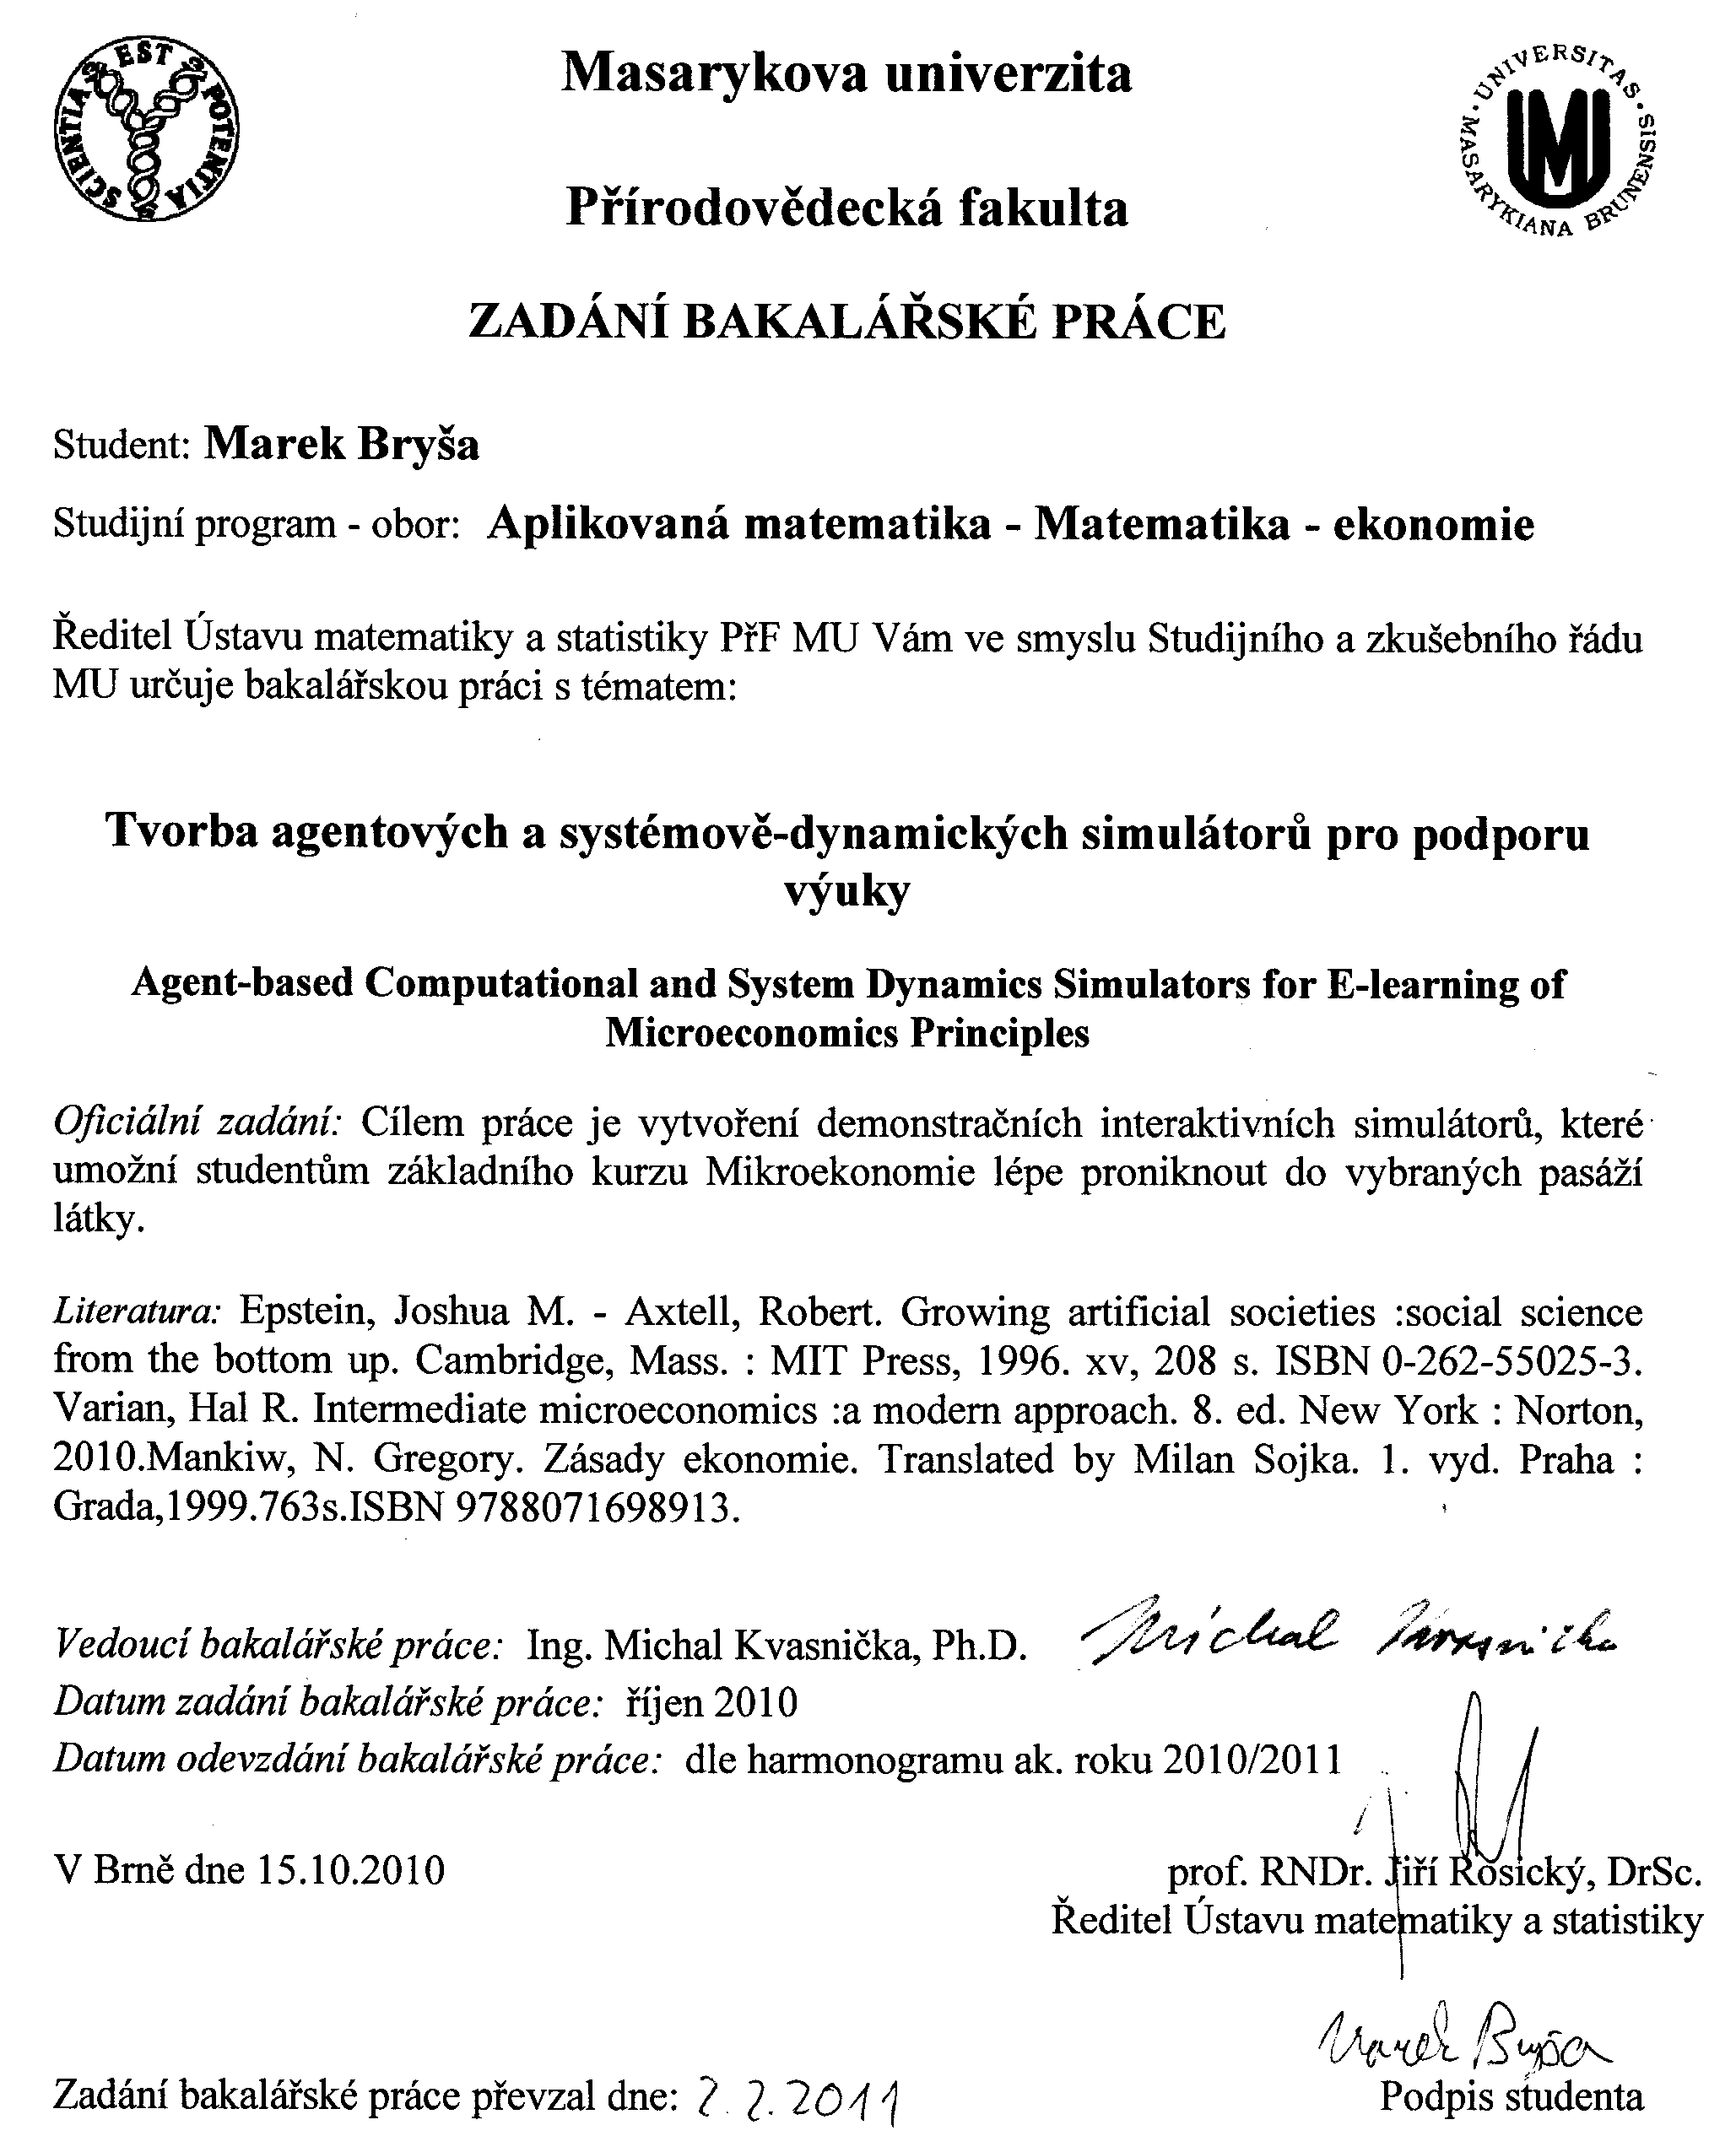 SCIENTIA EST POTENTIA
Masarykova univerzita
UNIVERSITAS · MASARYKIANA BRUNENSIS
Přírodovědecká fakulta
ZADÁNÍ BAKALÁŘSKÉ PRÁCE
Student: Marek Bryša
Studijní program - obor: Aplikovaná matematika - Matematika - ekonomie
Ředitel Ústavu matematiky a statistiky PřF MU Vám ve smyslu Studijního a zkušebního řádu
MU určuje bakalářskou práci s tématem:
Tvorba agentových a systémově-dynamických simulátorů pro podporu
výuky
Agent-based Computational and System Dynamics Simulators for E-learning of
Microeconomics Principles
Oficiální zadání: Cílem práce je vytvoření demonstračních interaktivních simulátorů, které
umožní studentům základního kurzu Mikroekonomie lépe proniknout do vybraných pasáží
látky.
Literatura: Epstein, Joshua M. - Axtell, Robert. Growing artificial societies :social science
from the bottom up. Cambridge, Mass. : MIT Press, 1996. xv, 208 s. ISBN 0-262-55025-3.
Varian, Hal R. Intermediate microeconomics :a modern approach. 8. ed. New York : Norton,
2010.Mankiw, N. Gregory. Zásady ekonomie. Translated by Milan Sojka. 1. vyd. Praha :
Grada,1999.763s.ISBN 9788071698913.
Vedoucí bakalářské práce: Ing. Michal Kvasnička, Ph.D. Michal Kvasnička
Datum zadání bakalářské práce: říjen 2010
Datum odevzdání bakalářské práce: dle harmonogramu ak. roku 2010/2011
V Brně dne 15.10.2010
prof. RNDr. Jiří Rosický, DrSc.
Ředitel Ústavu matematiky a statistiky
Marek Bryša
Zadání bakalářské práce převzal dne: 2. 2. 2011
Podpis studenta